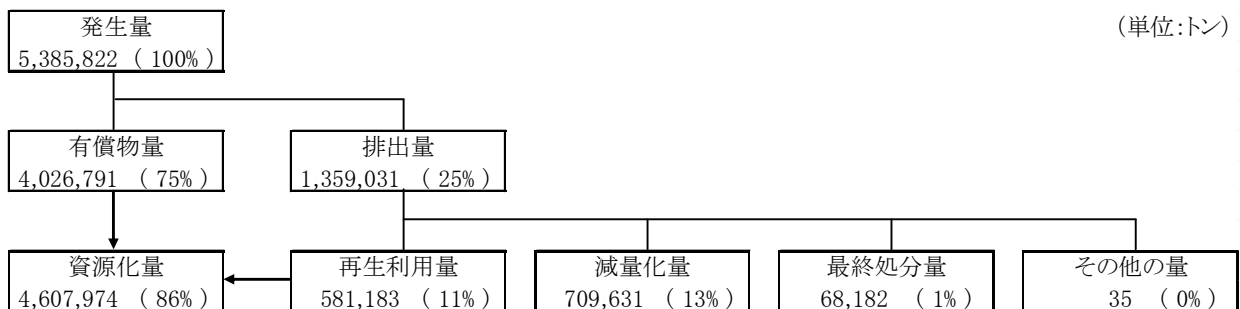 発生量
(単位:トン)
5,385,822 ( 100% )
有償物量
4,026,791 ( 75% )
排出量
1,359,031 ( 25% )
資源化量
4,607,974 ( 86% )
再生利用量
581,183 ( 11% )
減量化量
709,631 ( 13% )
最終処分量
68,182 ( 1% )
その他の量
35 ( 0% )